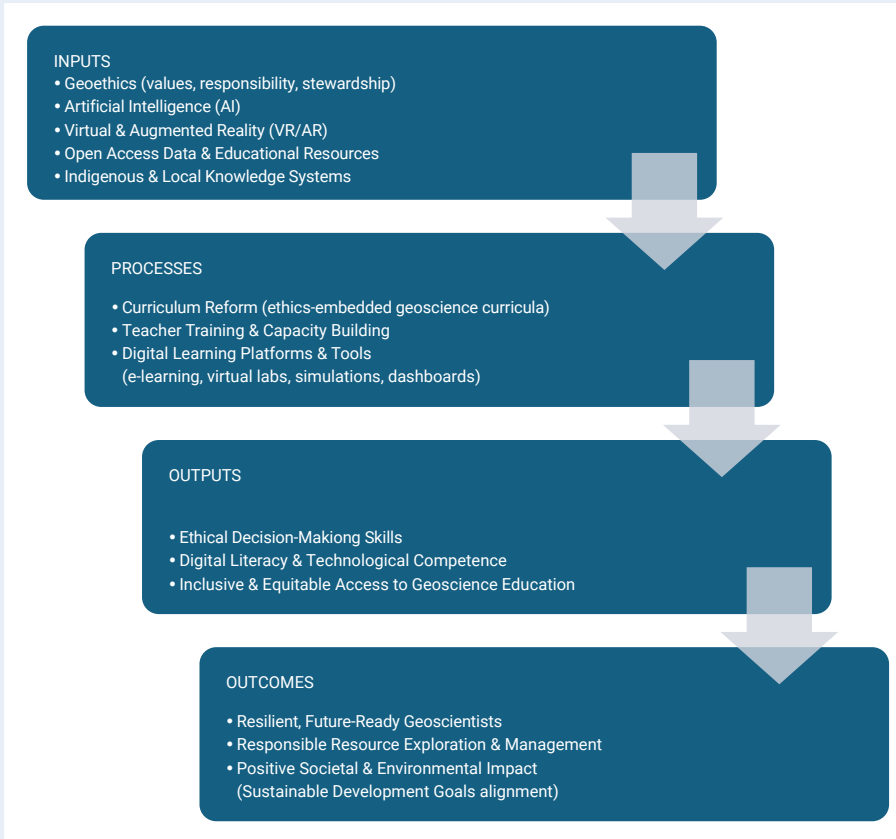 INPUTS
• Geoethics (values, responsibility, stewardship)
• Artificial Intelligence (AI)
• Virtual & Augmented Reality (VR/AR)
• Open Access Data & Educational Resources
• Indigenous & Local Knowledge Systems
PROCESSES
• Curriculum Reform (ethics-embedded geoscience curricula)
• Teacher Training & Capacity Building
• Digital Learning Platforms & Tools
(e-learning, virtual labs, simulations, dashboards)
OUTPUTS
• Ethical Decision-Makiong Skills
• Digital Literacy & Technological Competence
• Inclusive & Equitable Access to Geoscience Education
OUTCOMES
• Resilient, Future-Ready Geoscientists
• Responsible Resource Exploration & Management
• Positive Societal & Environmental Impact
(Sustainable Development Goals alignment)